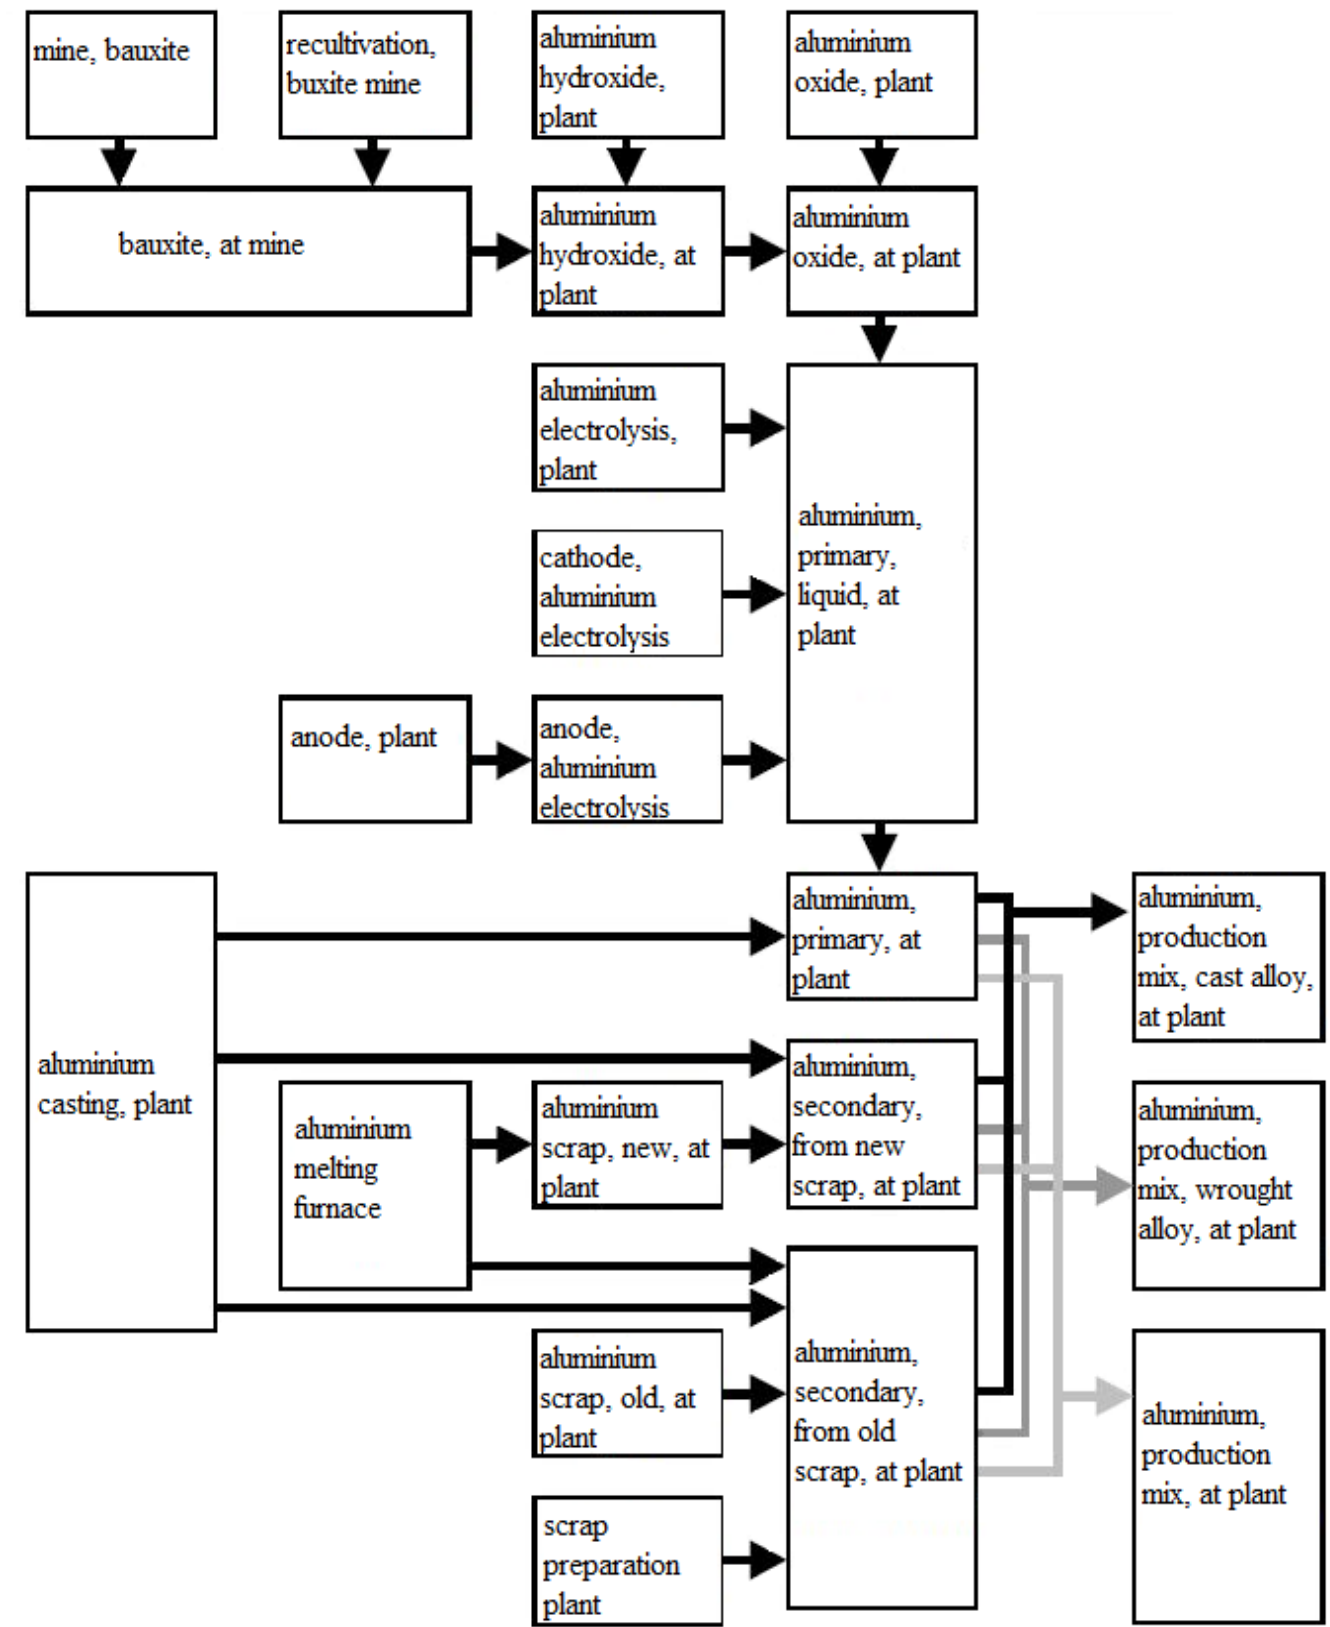 mine, bauxite
recultivation,
buxite mine
aluminium
hydroxide,
plant
aluminium
oxide, plant
bauxite, at mine
aluminium
hydroxide, at
plant
aluminium
oxide, at plant
aluminium
electrolysis,
plant
cathode,
aluminium
electrolysis
aluminium,
primary,
liquid, at
plant
anode, plant
anode,
aluminium
electrolysis
aluminium
casting, plant
aluminium,
primary, at
plant
aluminium,
production
mix, cast alloy,
at plant
aluminium
melting
furnace
aluminium
scrap, new, at
plant
aluminium,
secondary,
from new
scrap, at plant
aluminium,
production
mix, wrought
alloy, at plant
aluminium
scrap, old, at
plant
aluminium,
secondary,
from old
scrap, at plant
aluminium,
production
mix, at plant
scrap
preparation
plant